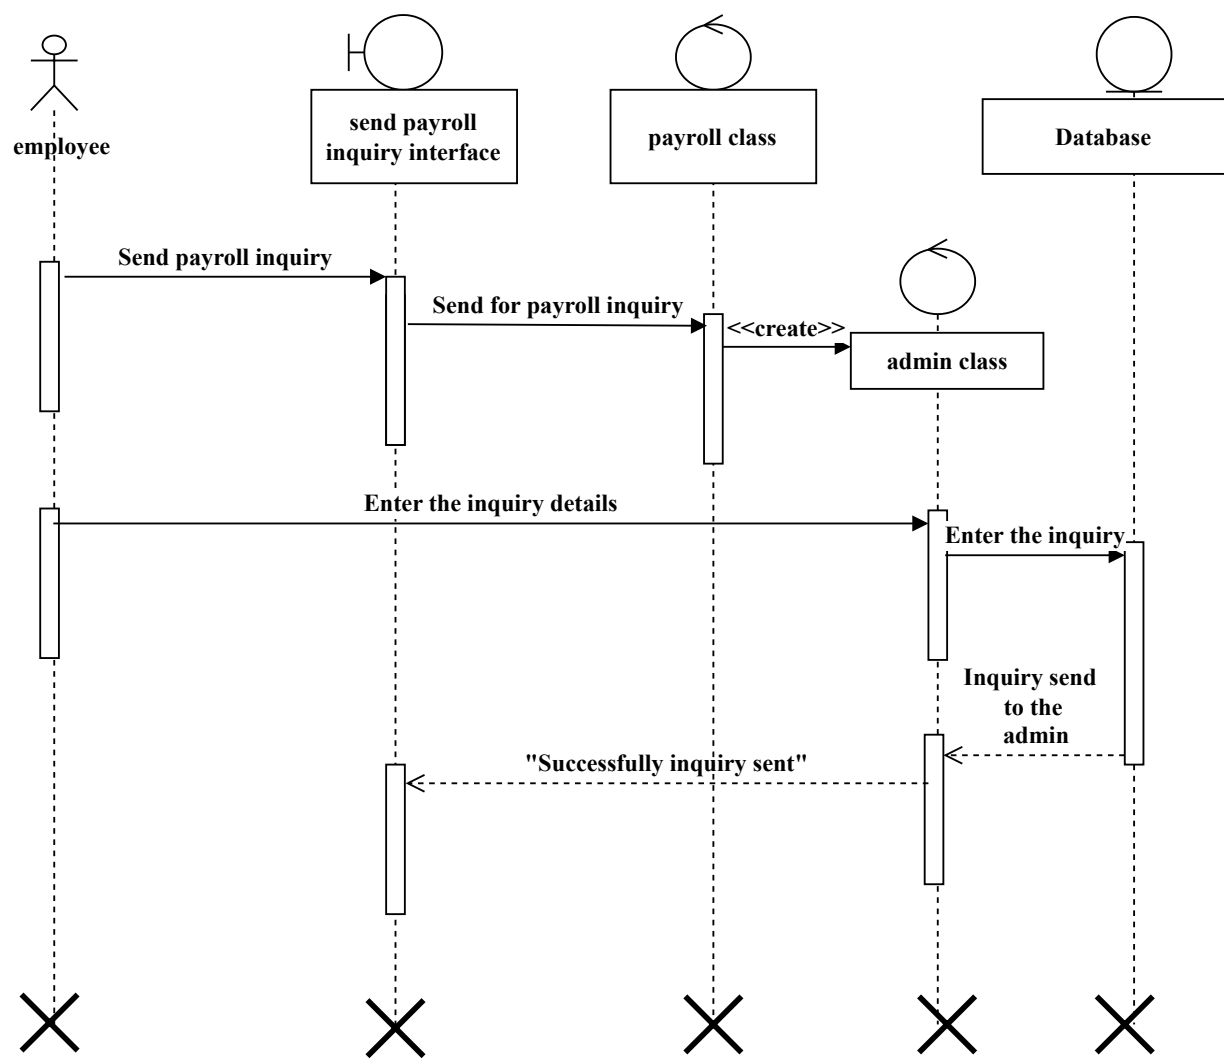 employee
send payroll
inquiry interface
payroll class
Database
Send payroll inquiry
Send for payroll inquiry
<<create>>
admin class
Enter the inquiry details
Enter the inquiry
Inquiry send
to the
admin
"Successfully inquiry sent"